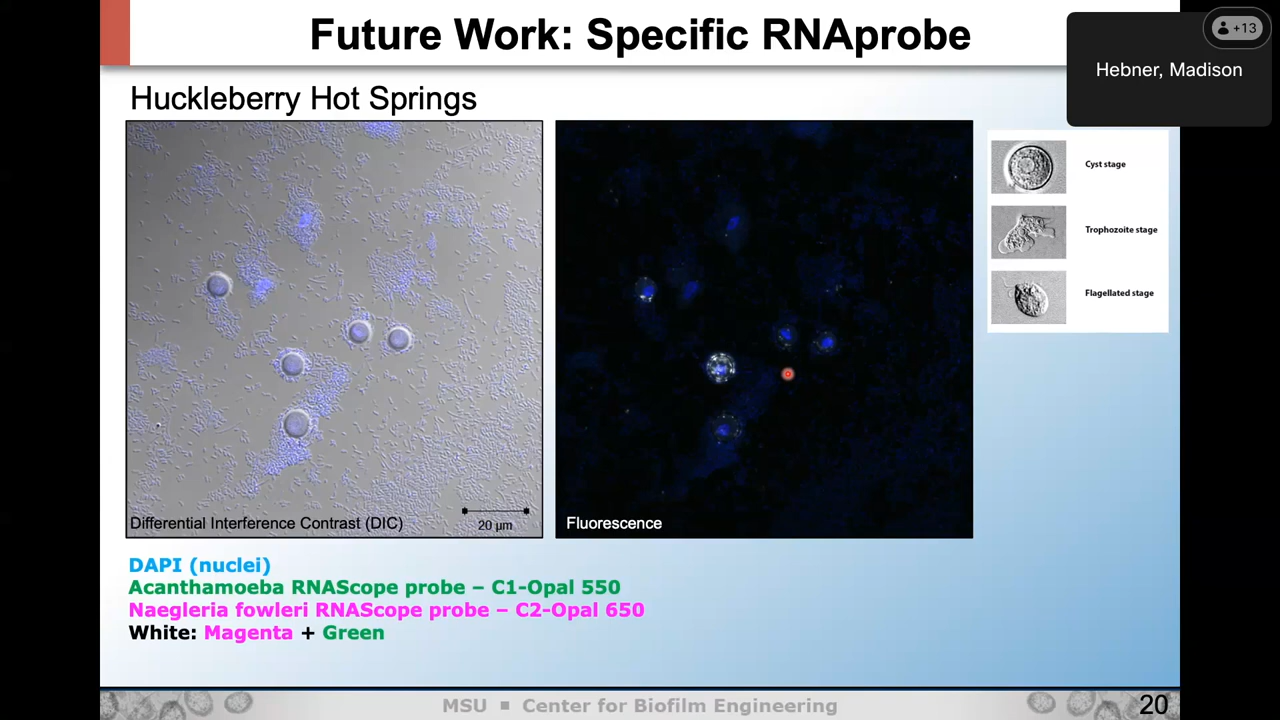 Future Work: Specific RNAprobe
+13
Hebner, Madison
Huckleberry Hot Springs
Cyst stage
Trophozoite stage
Flagellated stage
Differential Interference Contrast (DIC)
20 µm
Fluorescence
DAPI (nuclei)
Acanthamoeba RNAScope probe – C1-Opal 550
Naegleria fowleri RNAScope probe – C2-Opal 650
White: Magenta + Green
MSU ■ Center for Biofilm Engineering
20